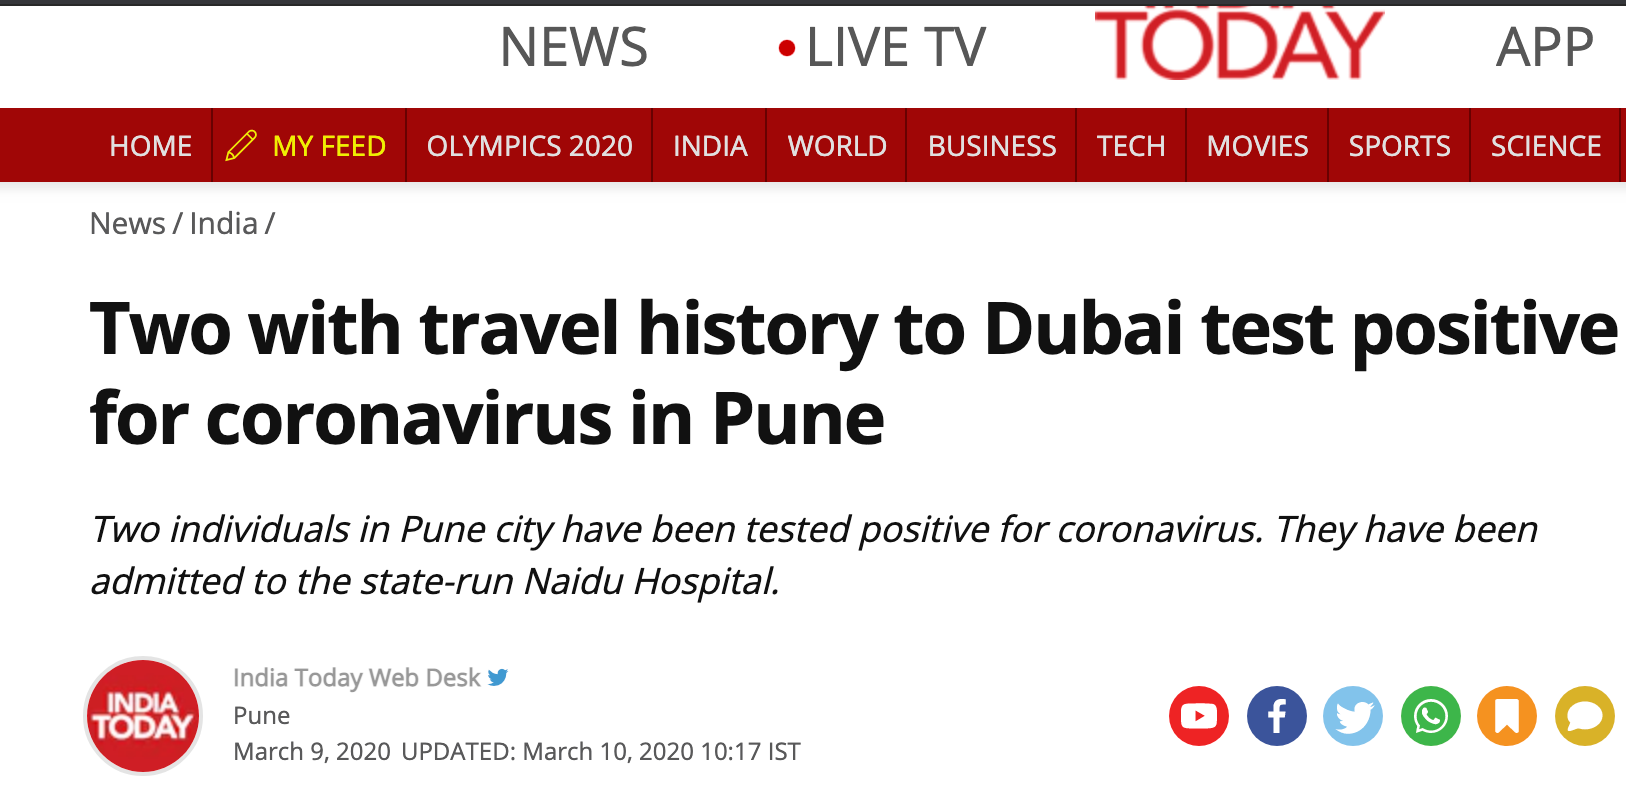 NEWS LIVE TV INDIA TODAY APP
HOME MY FEED OLYMPICS 2020 INDIA WORLD BUSINESS TECH MOVIES SPORTS SCIENCE
News / India /
Two with travel history to Dubai test positive
for coronavirus in Pune
Two individuals in Pune city have been tested positive for coronavirus. They have been
admitted to the state-run Naidu Hospital.
INDIA
TODAY
India Today Web Desk
Pune
March 9, 2020 UPDATED: March 10, 2020 10:17 IST